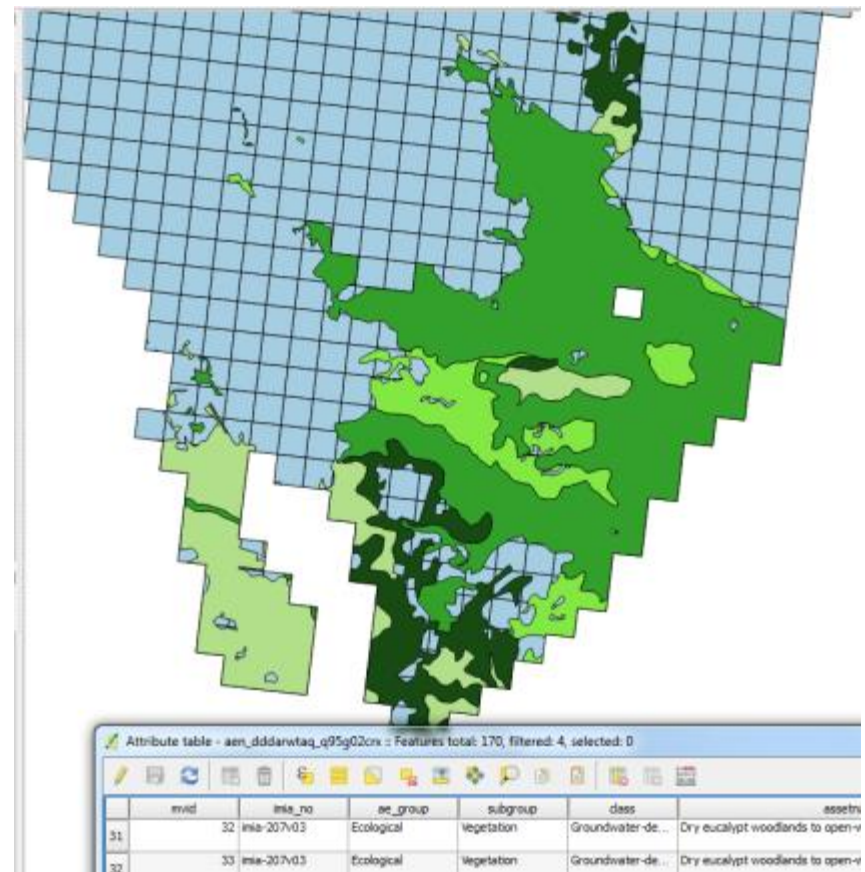 Attribute table - aen_dddarwtaq_q95g02crx :: Features total: 170, filtered: 4, selected: 0
mvid imia_no ae_group subgroup class assetna
31 32 imia-207v03 Ecological Vegetation Groundwater-de... Dry eucalypt woodlands to open-w
32 33 imia-207v03 Ecological Vegetation Groundwater-de... Dry eucalypt woodlands to open-w